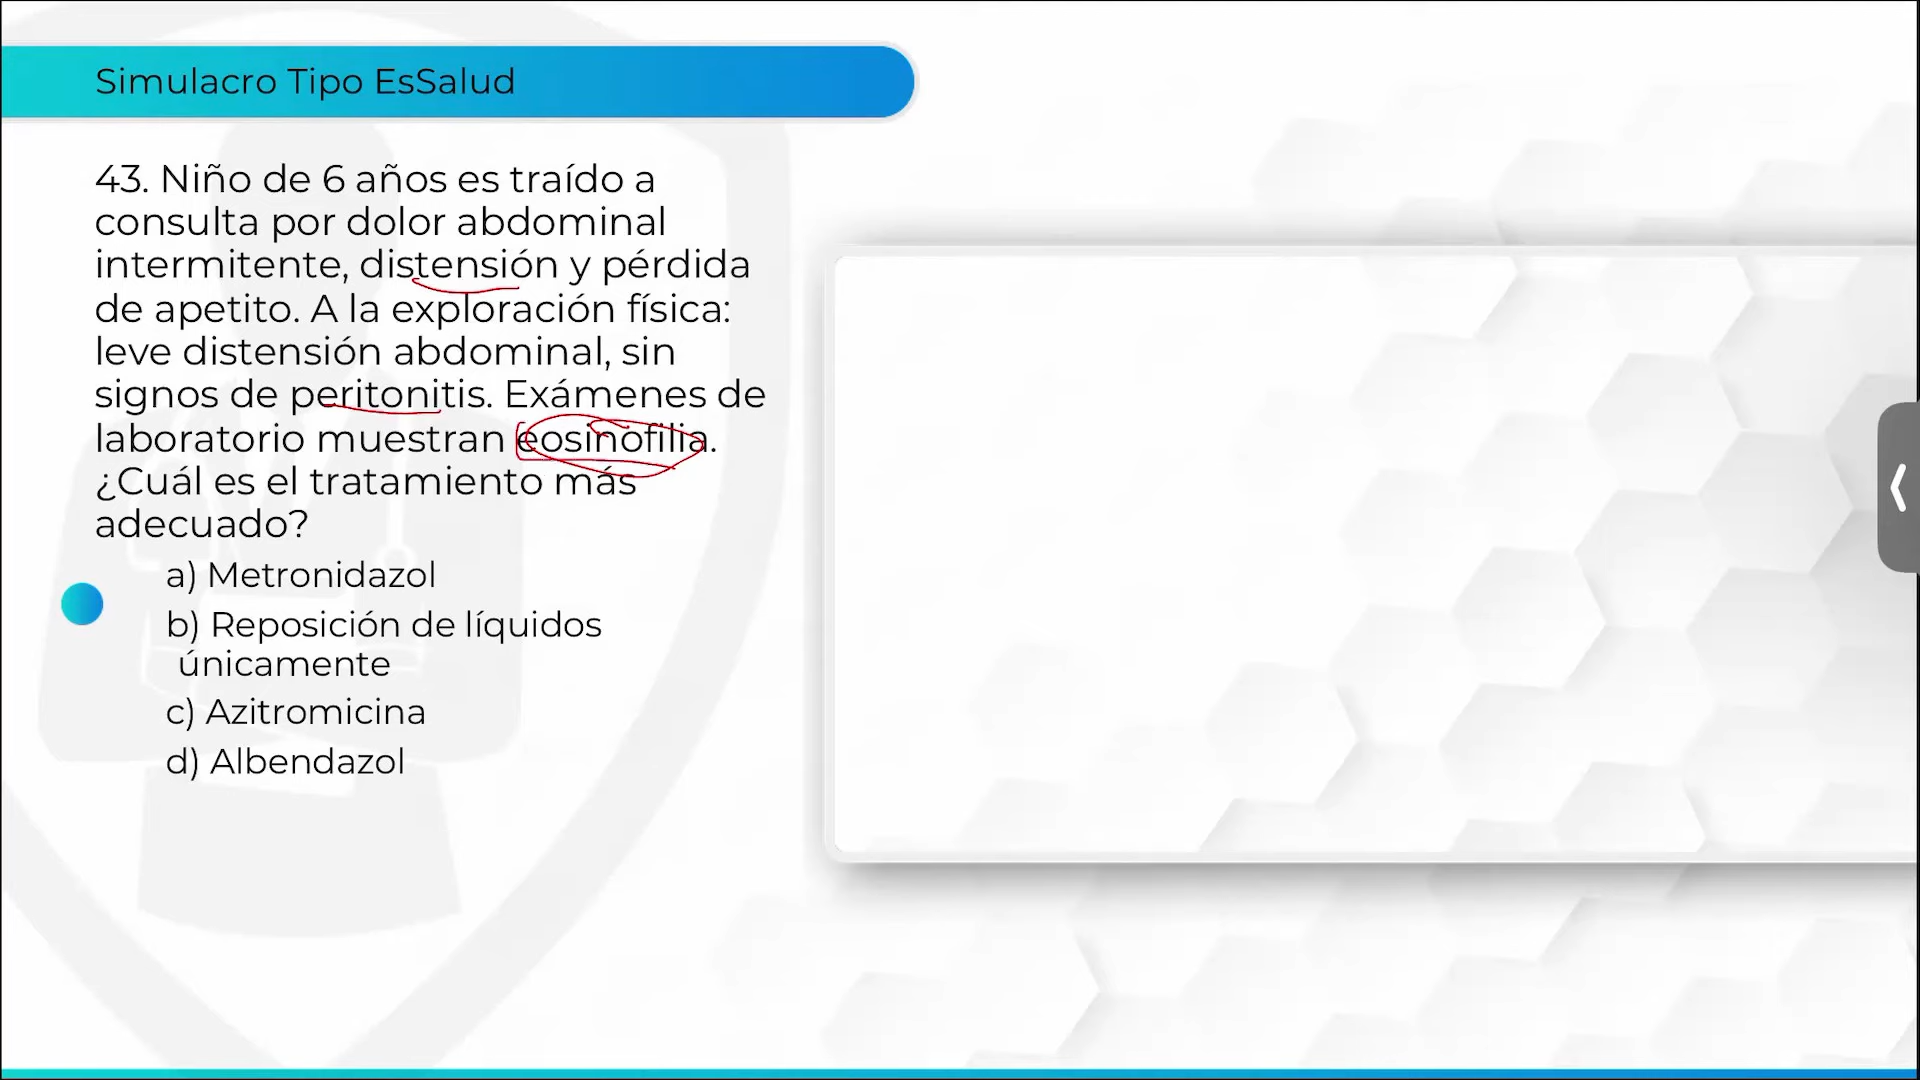 Simulacro Tipo EsSalud
43. Niño de 6 años es traído a
consulta por dolor abdominal
intermitente, distensión y pérdida
de apetito. A la exploración física:
leve distensión abdominal, sin
signos de peritonitis. Exámenes de
laboratorio muestran eosinofilia.
¿Cuál es el tratamiento más
adecuado?
a) Metronidazol
b) Reposición de líquidos
únicamente
c) Azitromicina
d) Albendazol